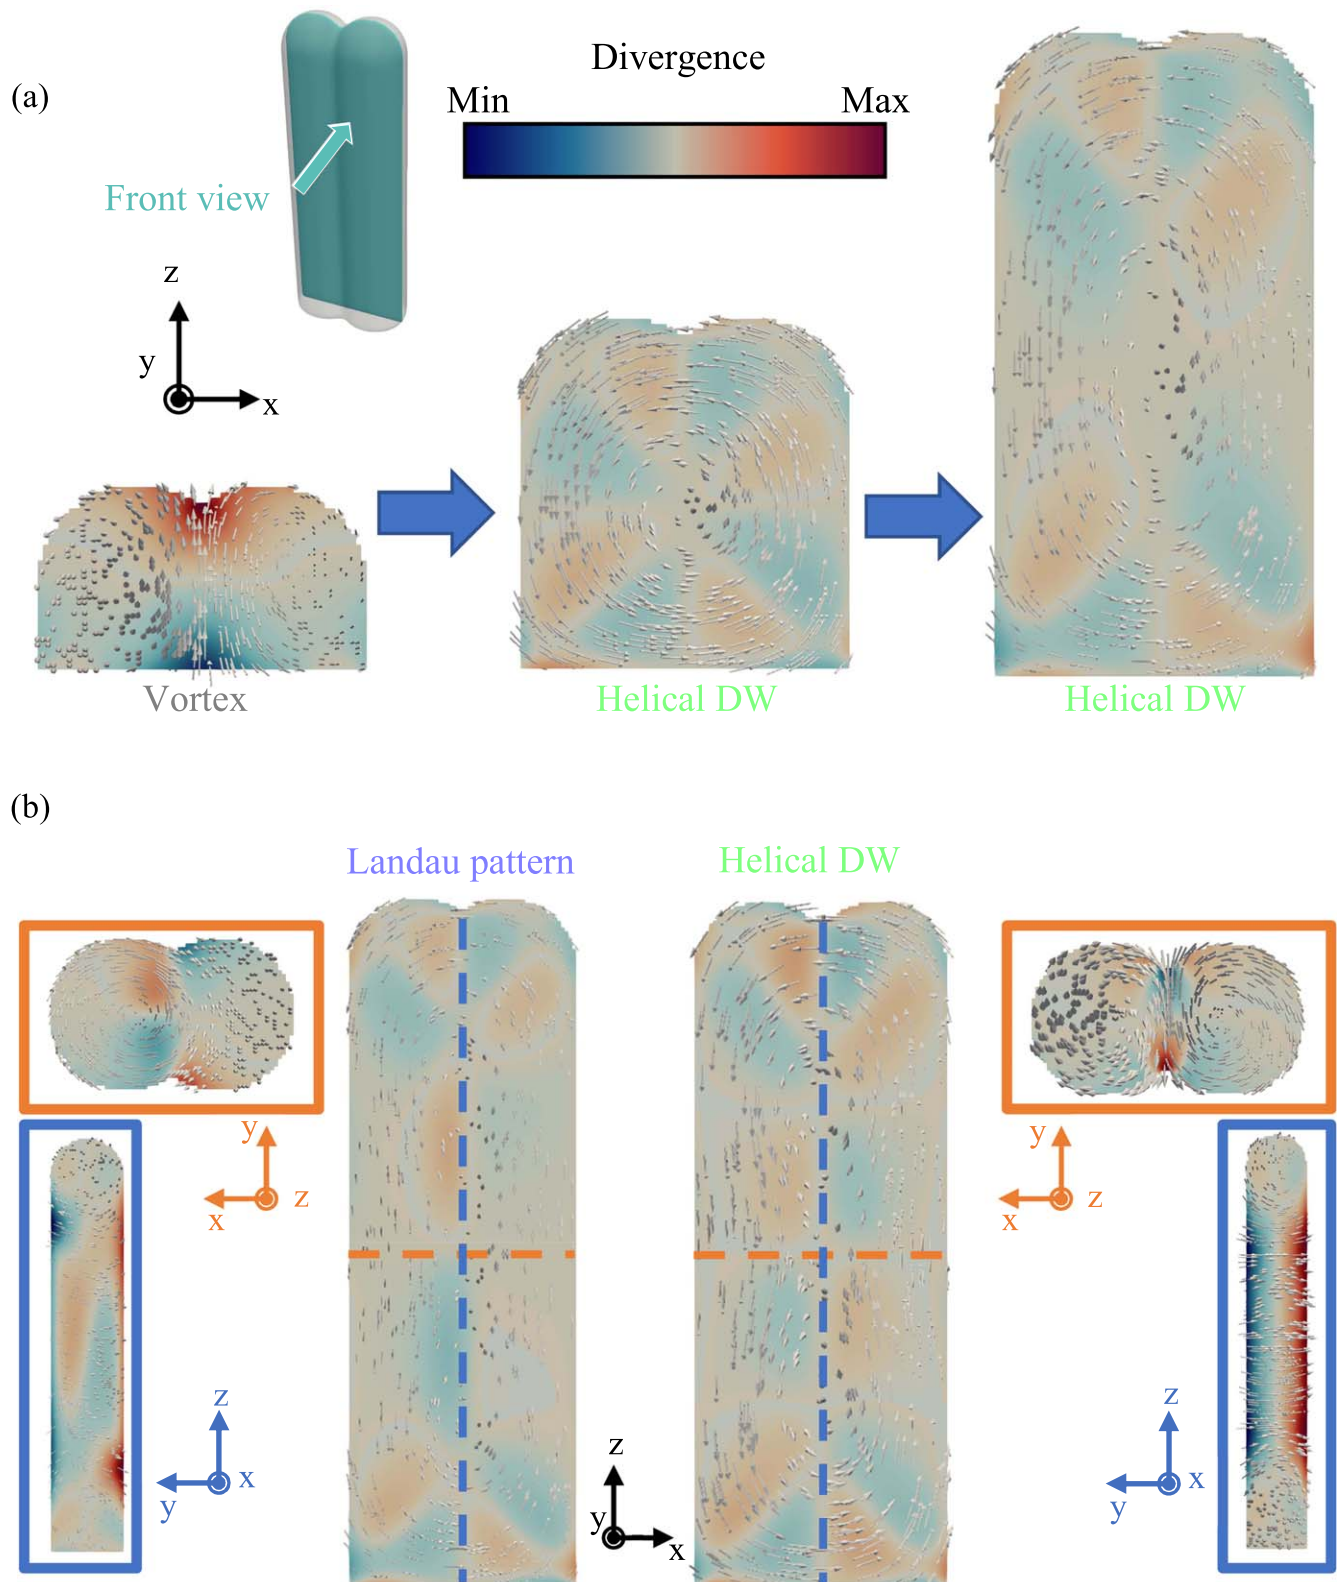 (a)
Divergence
Min Max
Front view
z
y
x
Vortex
Helical DW
Helical DW
(b)
Landau pattern
Helical DW
y
x
z
y
x
z
z
y
x
z
y
x
z
y
x